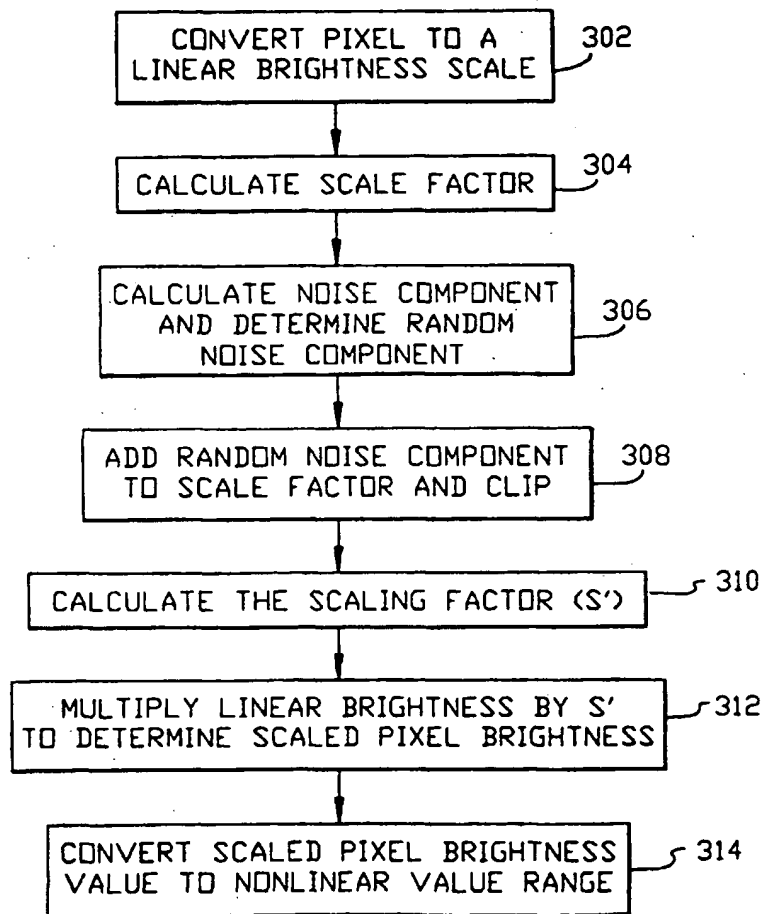 CONVERT PIXEL TO A
LINEAR BRIGHTNESS SCALE
302
CALCULATE SCALE FACTOR
304
CALCULATE NOISE COMPONENT
AND DETERMINE RANDOM
NOISE COMPONENT
306
ADD RANDOM NOISE COMPONENT
TO SCALE FACTOR AND CLIP
308
CALCULATE THE SCALING FACTOR (S')
310
MULTIPLY LINEAR BRIGHTNESS BY S'
TO DETERMINE SCALED PIXEL BRIGHTNESS
312
CONVERT SCALED PIXEL BRIGHTNESS
VALUE TO NONLINEAR VALUE RANGE
314